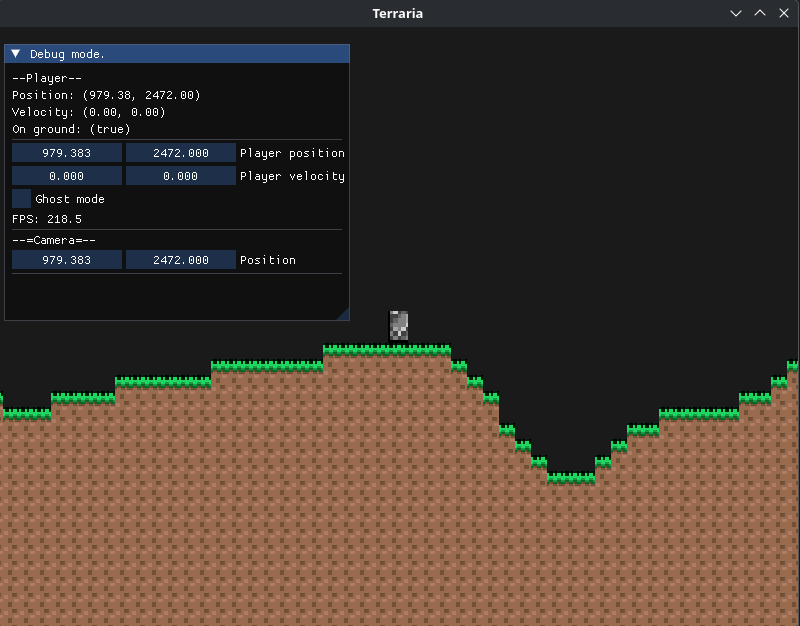 Terraria
Debug mode.
--Player--
Position: (979.38, 2472.00)
Velocity: (0.00, 0.00)
On ground: (true)
979.383 2472.000 Player position
0.000 0.000 Player velocity
Ghost mode
FPS: 218.5
--=Camera=--
979.383 2472.000 Position